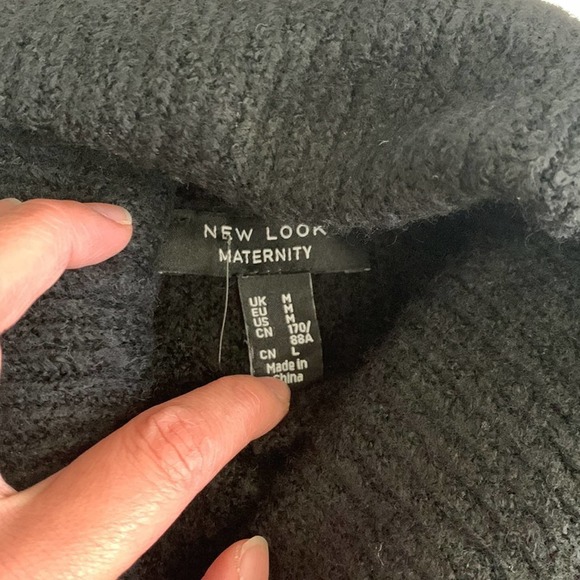 NEW LOOK
MATERNITY
UK M
EU M
US M
CN 170/
88A
CN L
Made in
China